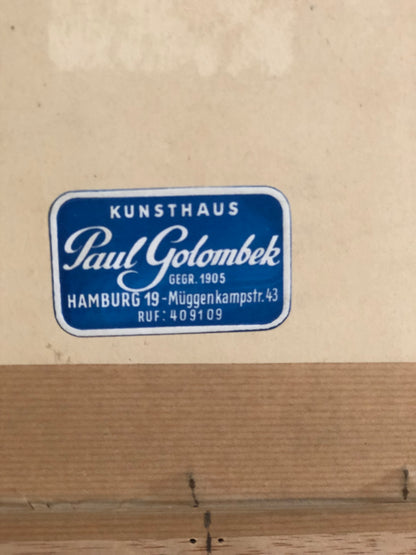 KUNSTHAUS
Paul Golombek
GEGR. 1905
HAMBURG 19 - Müggenkampstr. 43
RUF: 409109